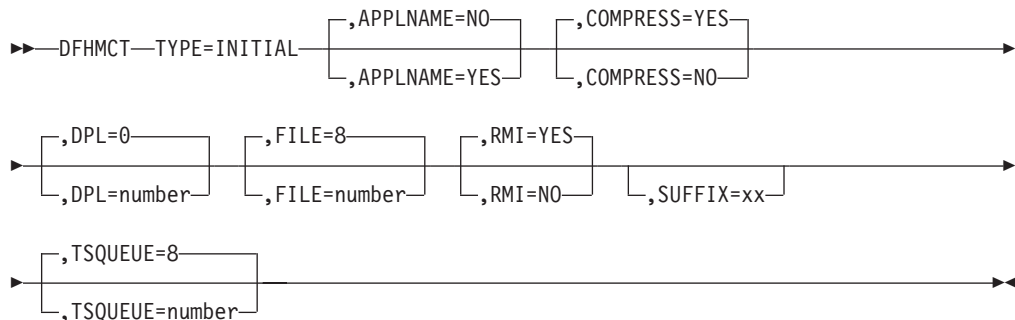 ,APPLNAME=NO ,COMPRESS=YES
DFHMCT TYPE=INITIAL
,APPLNAME=YES ,COMPRESS=NO
,DPL=0 ,FILE=8 ,RMI=YES
,DPL=number ,FILE=number ,RMI=NO ,SUFFIX=xx
,TSQUEUE=8
,TSQUEUE=number